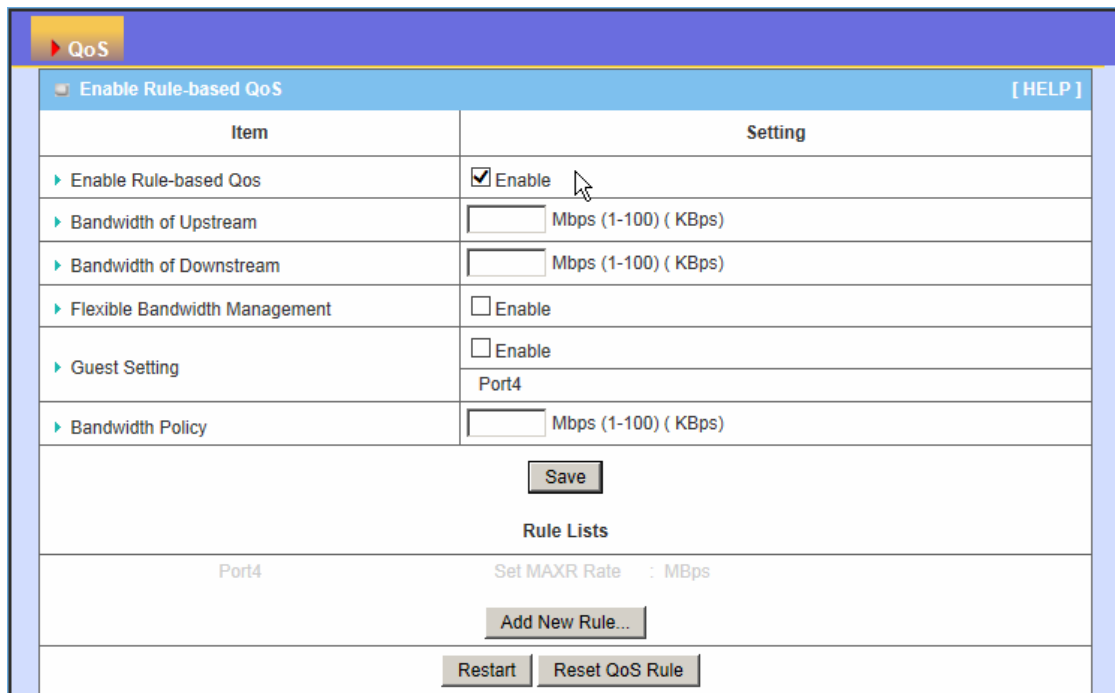 QoS
Enable Rule-based QoS [ HELP ]
Item Setting
Enable Rule-based Qos Enable
Bandwidth of Upstream Mbps (1-100) ( KBps)
Bandwidth of Downstream Mbps (1-100) ( KBps)
Flexible Bandwidth Management Enable
Guest Setting Enable
Port4
Bandwidth Policy Mbps (1-100) ( KBps)
Save
Rule Lists
Port4 Set MAXR Rate : MBps
Add New Rule...
Restart Reset QoS Rule